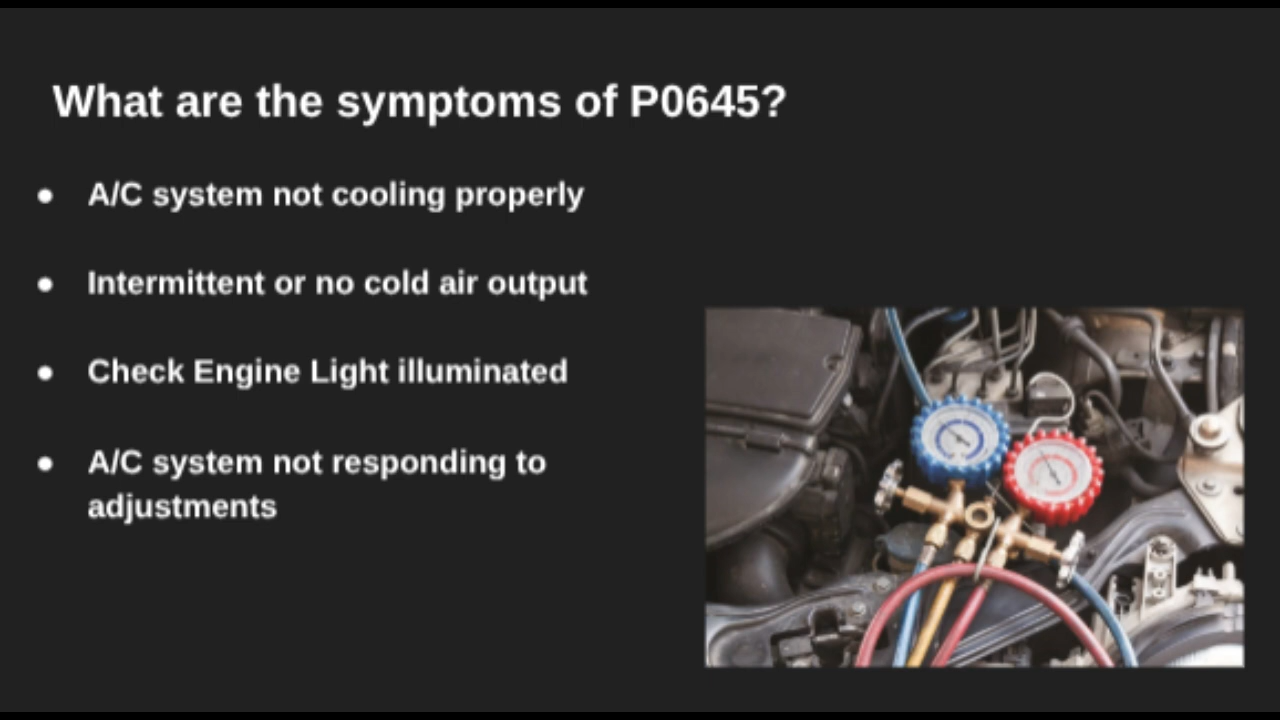 What are the symptoms of P0645?
● A/C system not cooling properly
● Intermittent or no cold air output
● Check Engine Light illuminated
● A/C system not responding to
adjustments